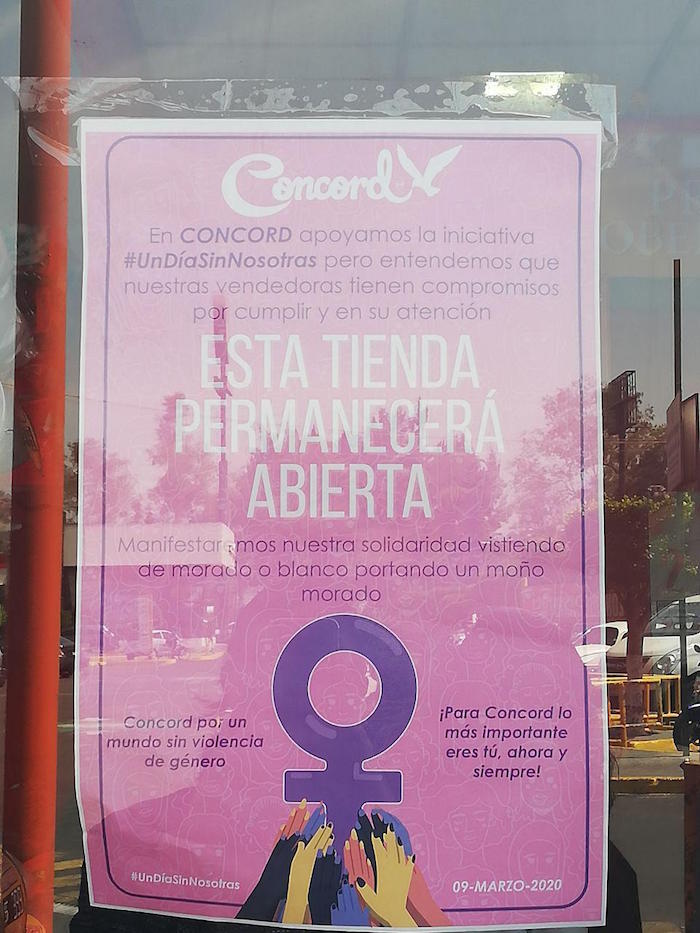 Concord
En CONCORD apoyamos la iniciativa
#UnDíaSinNosotras pero entendemos que
nuestras vendedoras tienen compromisos
por cumplir y en su atención
ESTA TIENDA
PERMANECERÁ
ABIERTA
Manifestaremos nuestra solidaridad vistiendo
de morado o blanco portando un moño
morado
Concord por un
mundo sin violencia
de género
¡Para Concord lo
más importante
eres tú, ahora y
siempre!
#UnDíaSinNosotras
09-MARZO-2020